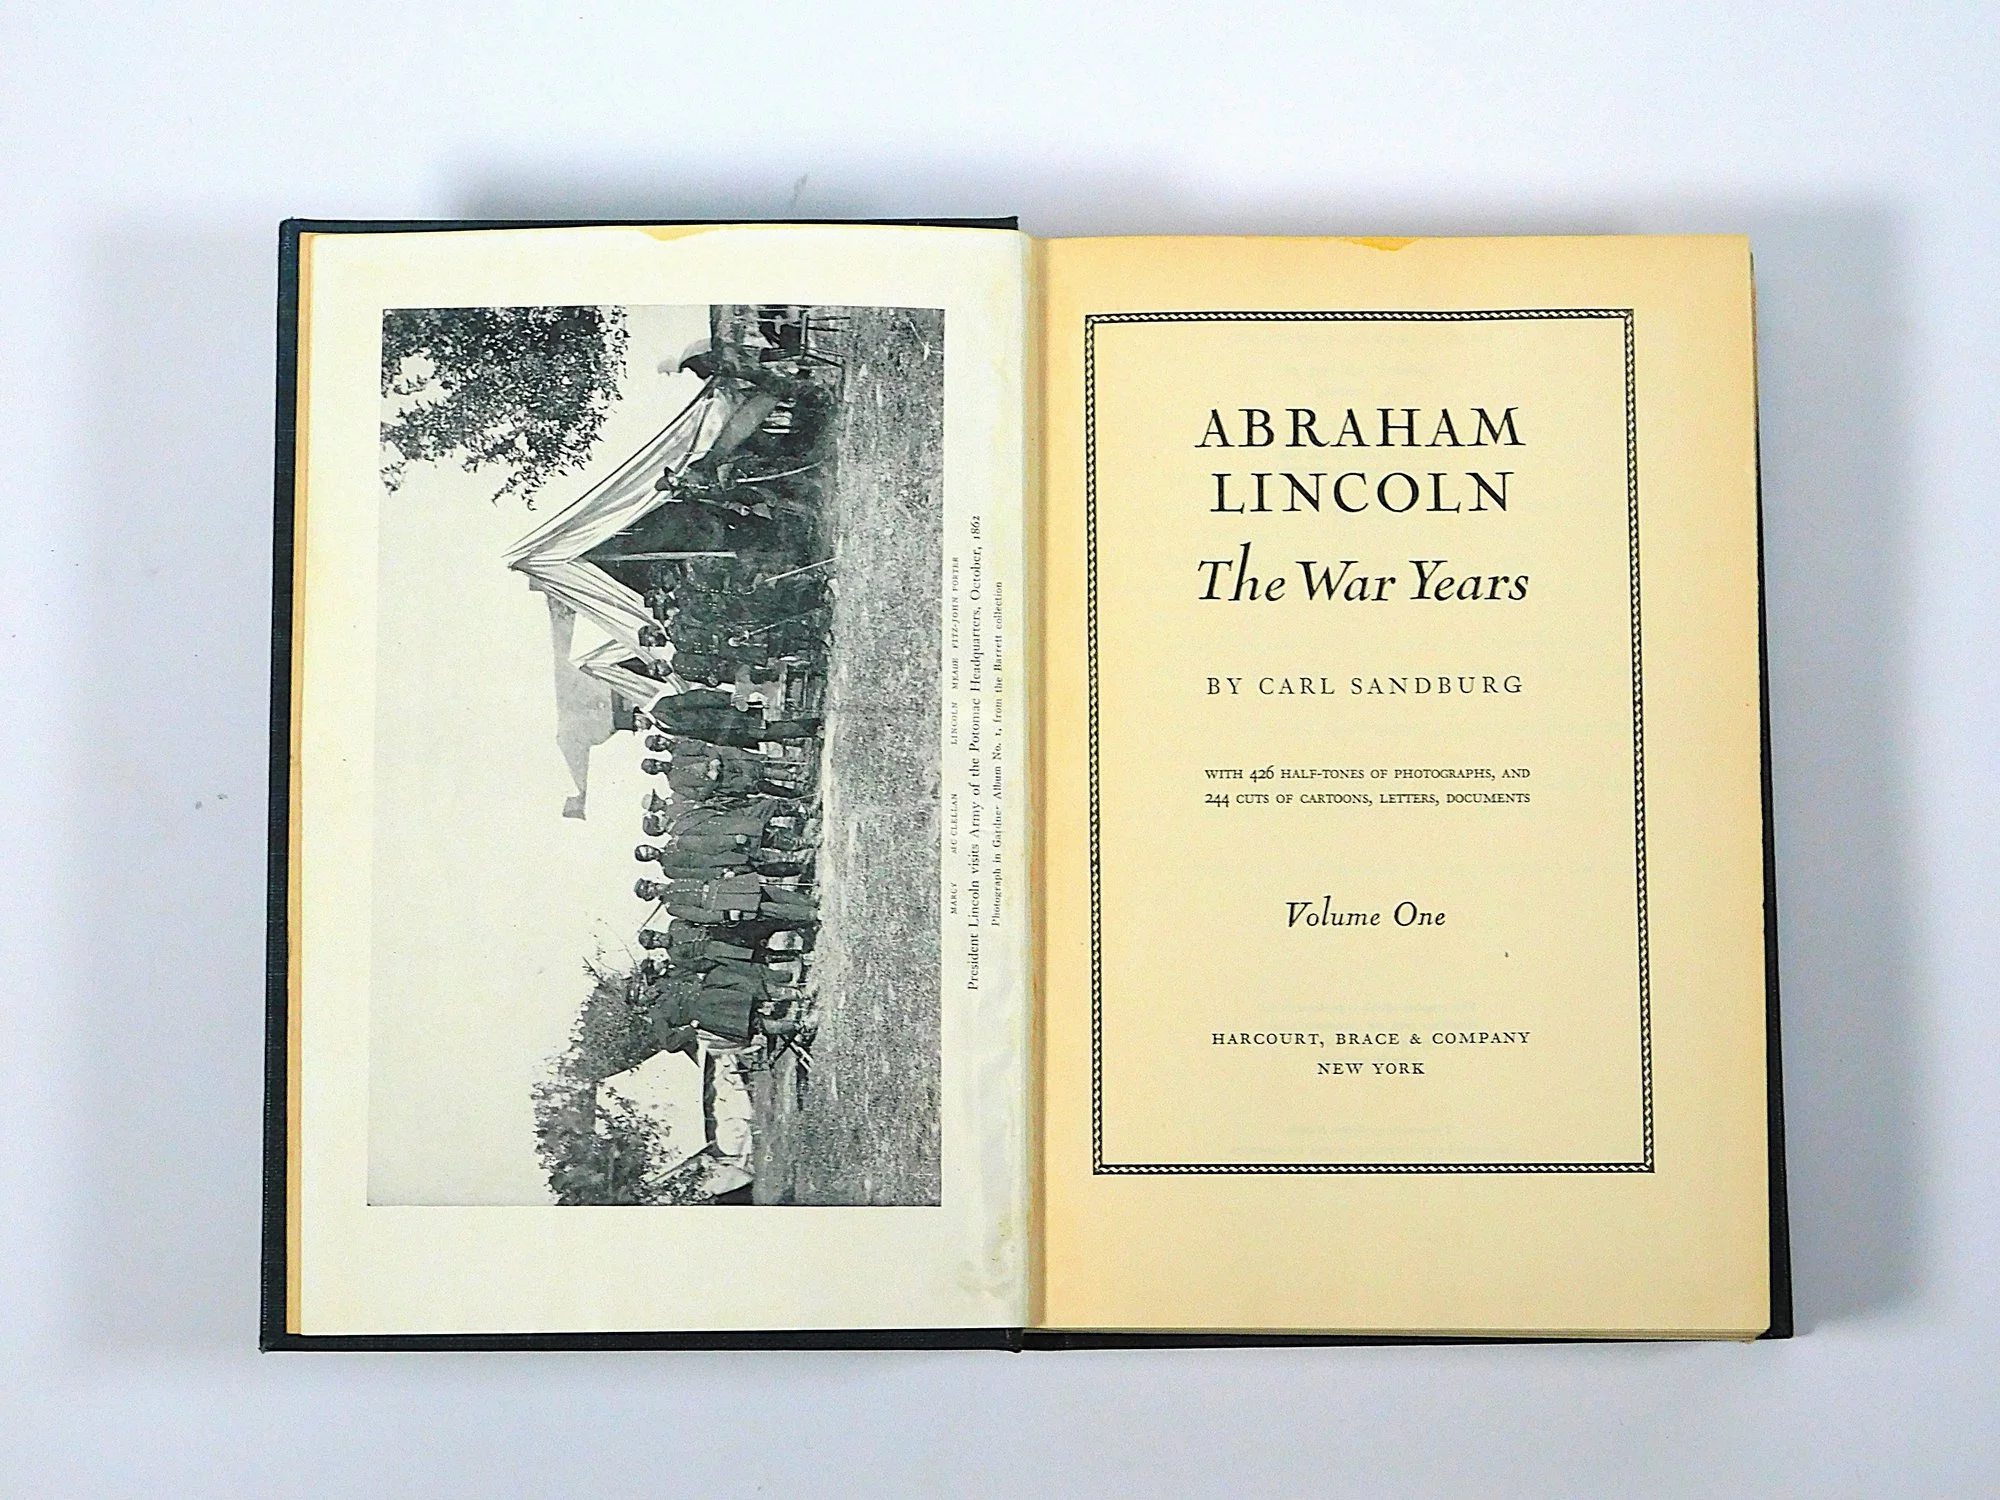 MARCY MC CLELLAN LINCOLN MEADE FITZ-JOHN PORTER
President Lincoln visits Army of the Potomac Headquarters, October, 1862
Photograph in Gardner Album No. 1, from the Barrett collection
ABRAHAM
LINCOLN
The War Years
BY CARL SANDBURG
WITH 426 HALF-TONES OF PHOTOGRAPHS, AND
244 CUTS OF CARTOONS, LETTERS, DOCUMENTS
Volume One
HARCOURT, BRACE & COMPANY
NEW YORK